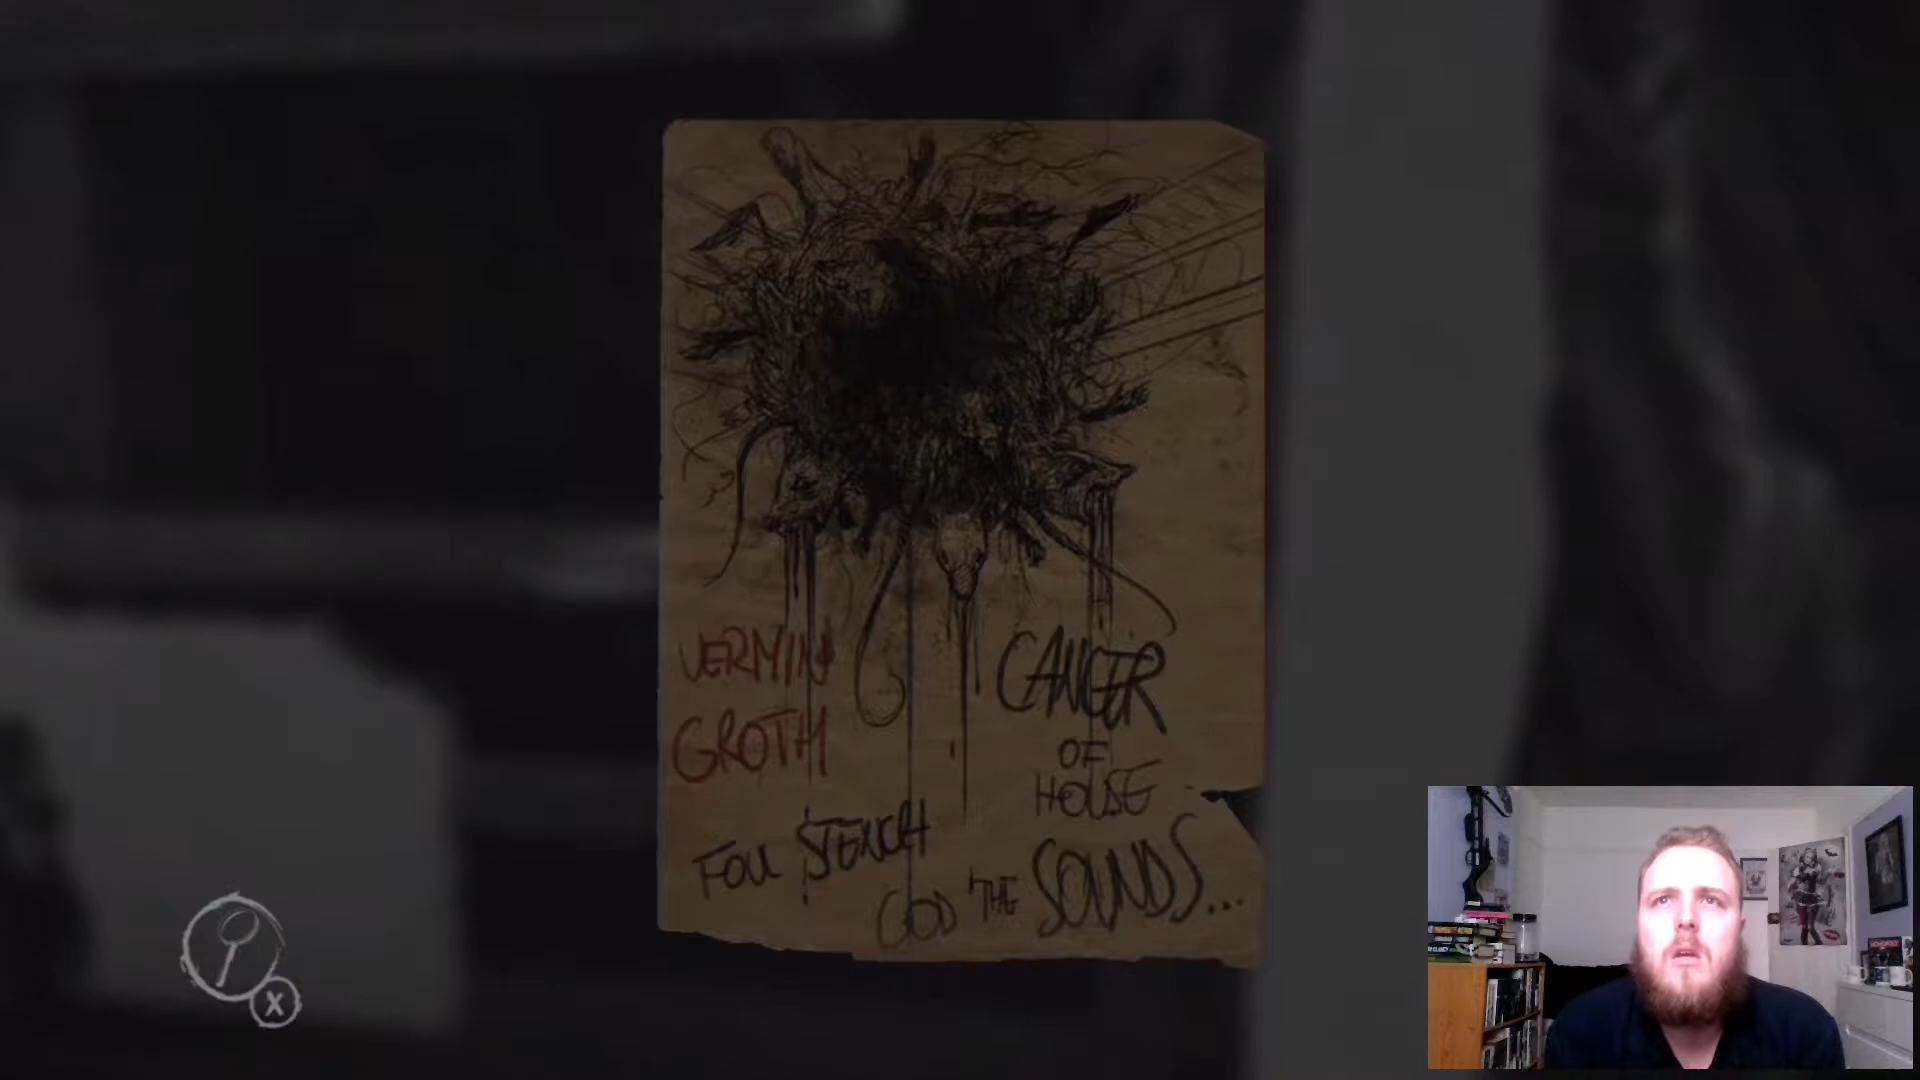 VERMIN
GROTH
CANCER
OF
HOUSE
FOUL STENCH
GOD THE SOUNDS...
X